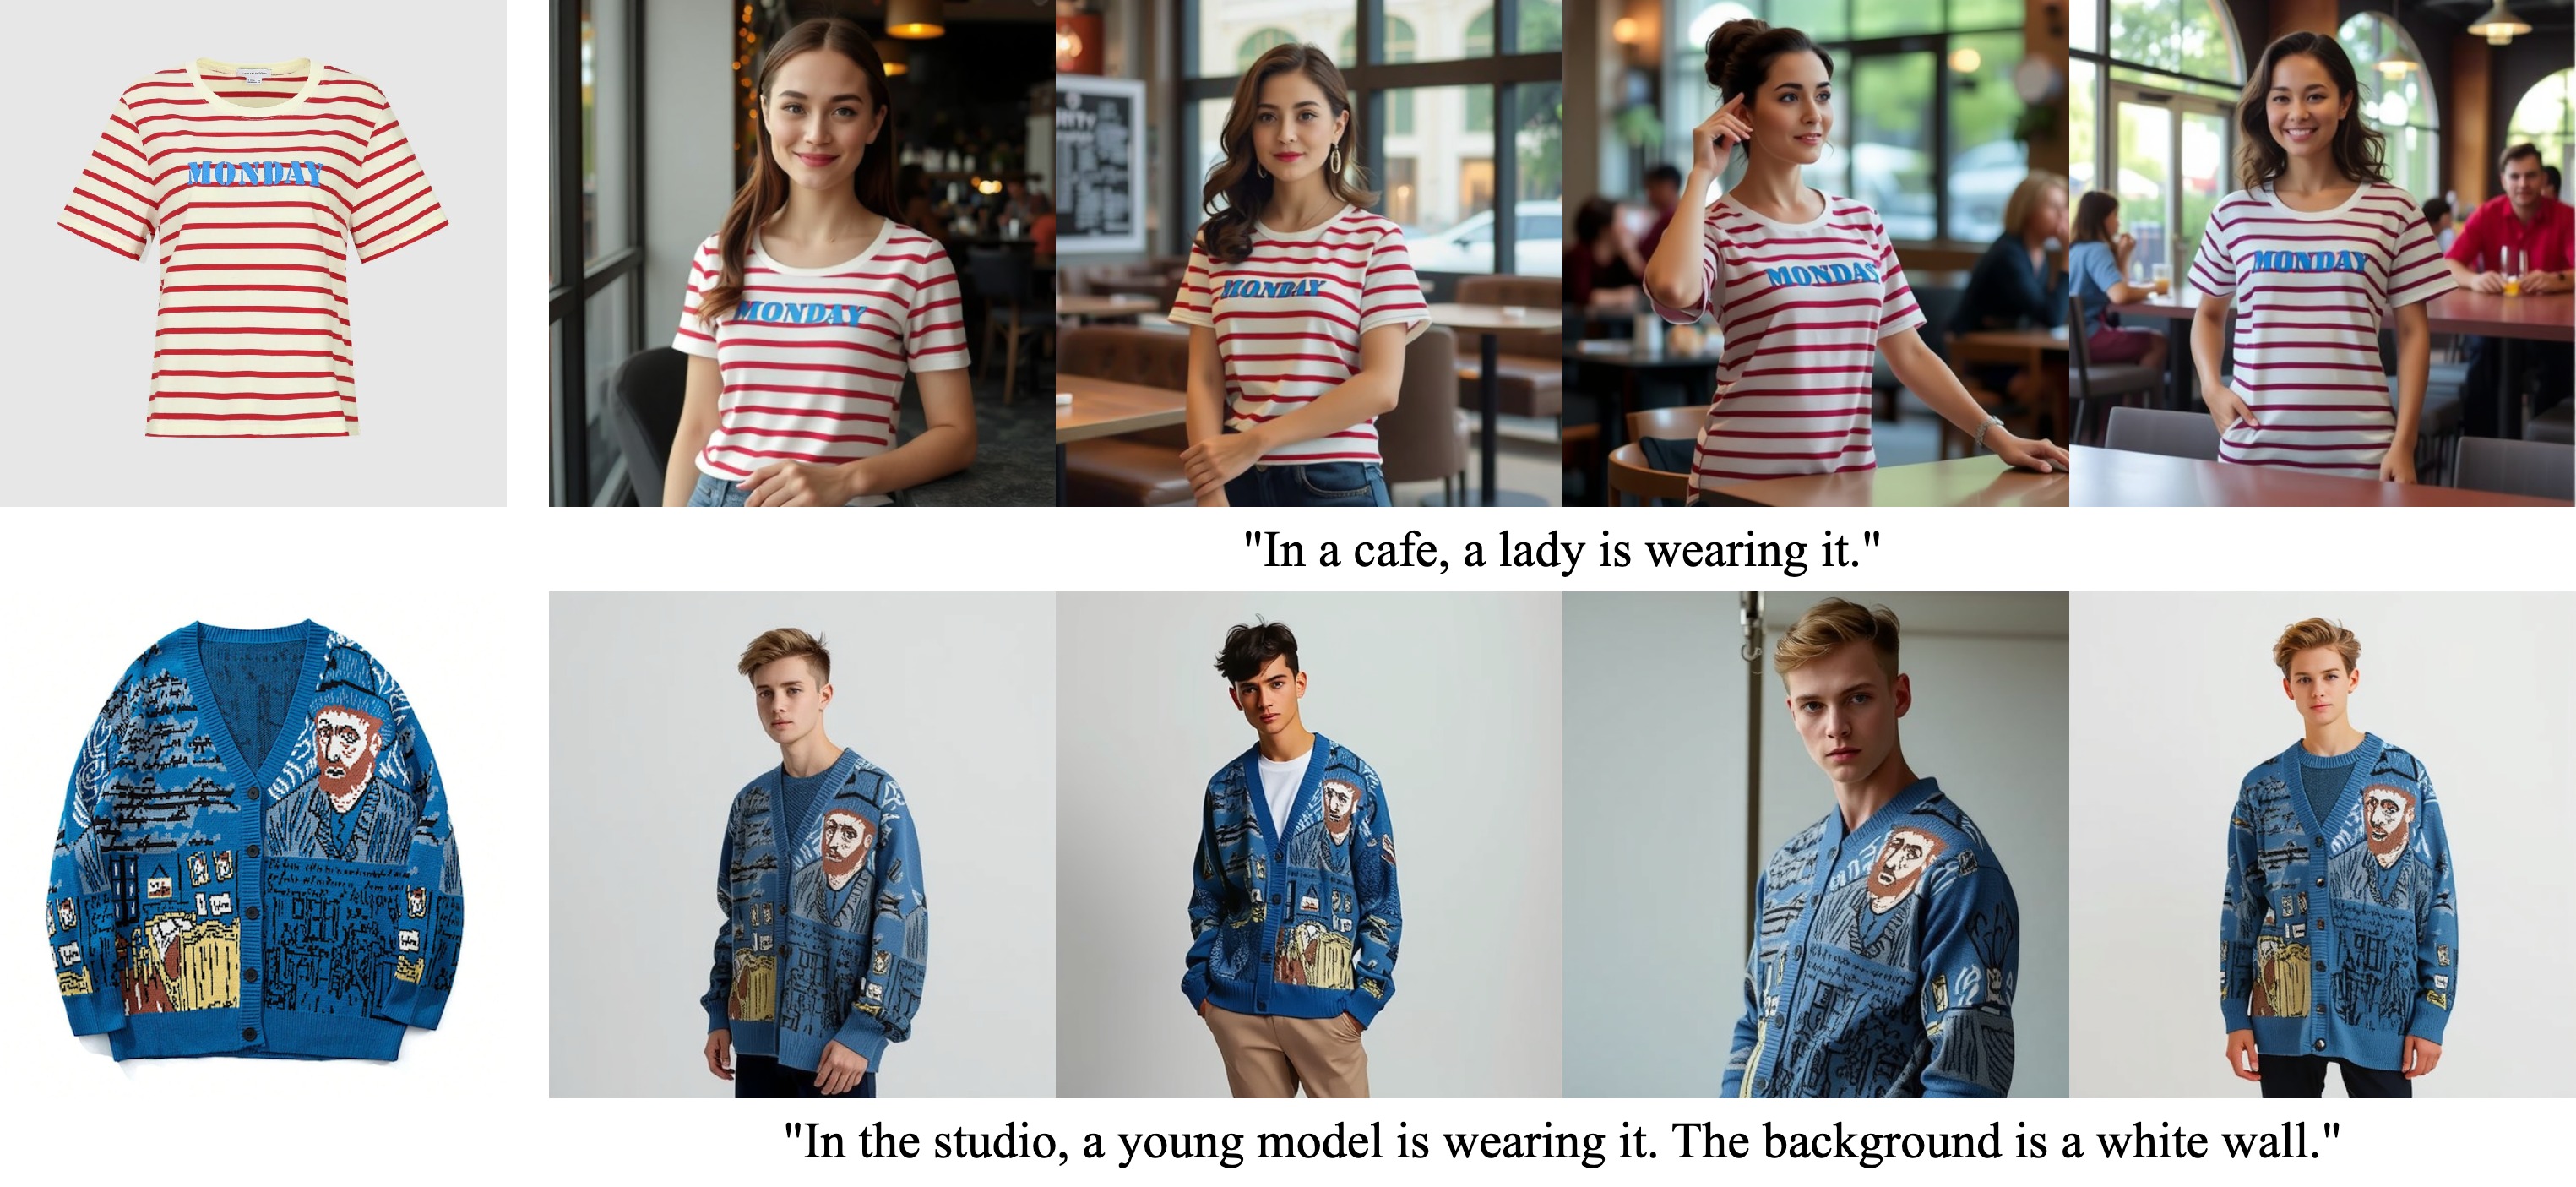 MONDAY
MONDAY
MONDAY
MONDAS
MONDAY
"In a cafe, a lady is wearing it."
"In the studio, a young model is wearing it. The background is a white wall."